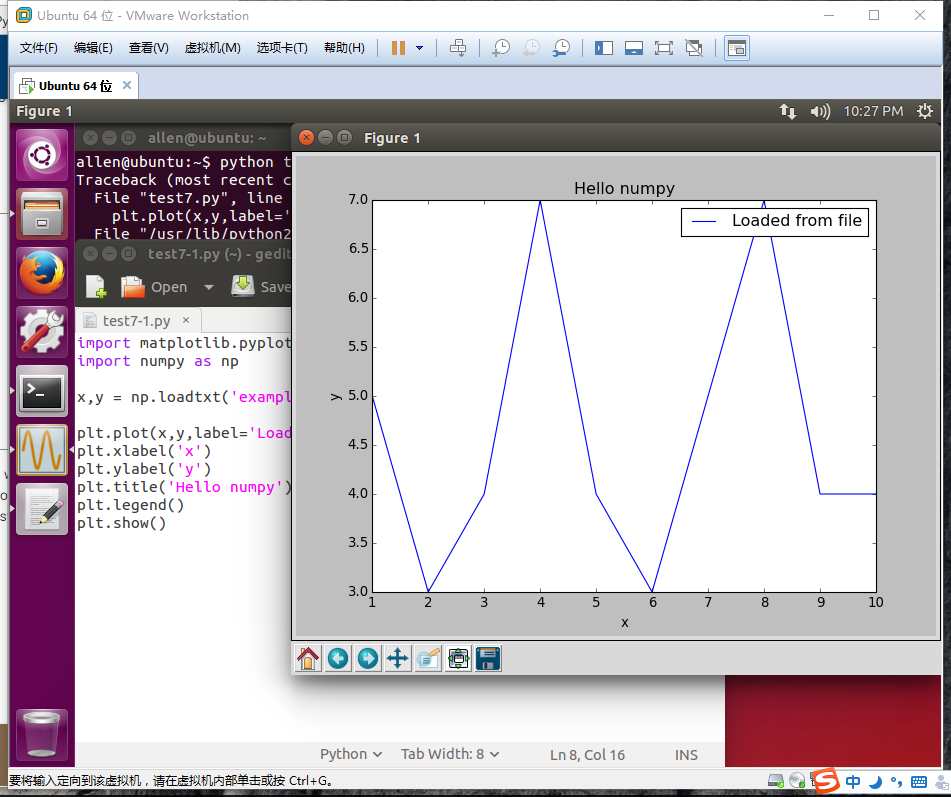 Ubuntu 64 位 - VMware Workstation
文件(F) 编辑(E) 查看(V) 虚拟机(M) 选项卡(T) 帮助(H)
Ubuntu 64 位 ×
Figure 1 10:27 PM
allen@ubuntu: ~
allen@ubuntu:~$ python t
Traceback (most recent c
File "test7.py", line
plt.plot(x,y,label='
File "/usr/lib/python2
test7-1.py (~) - gedit
Open Save
test7-1.py ×
import matplotlib.pyplot
import numpy as np
x,y = np.loadtxt('exampl
plt.plot(x,y,label='Load
plt.xlabel('x')
plt.ylabel('y')
plt.title('Hello numpy')
plt.legend()
plt.show()
Figure 1
Hello numpy
Loaded from file
7.0
6.5
6.0
5.5
5.0
4.5
4.0
3.5
3.0
y
1 2 3 4 5 6 7 8 9 10
x
Python Tab Width: 8 Ln 8, Col 16 INS
要将输入定向到该虚拟机，请在虚拟机内部单击或按 Ctrl+G。
S 中